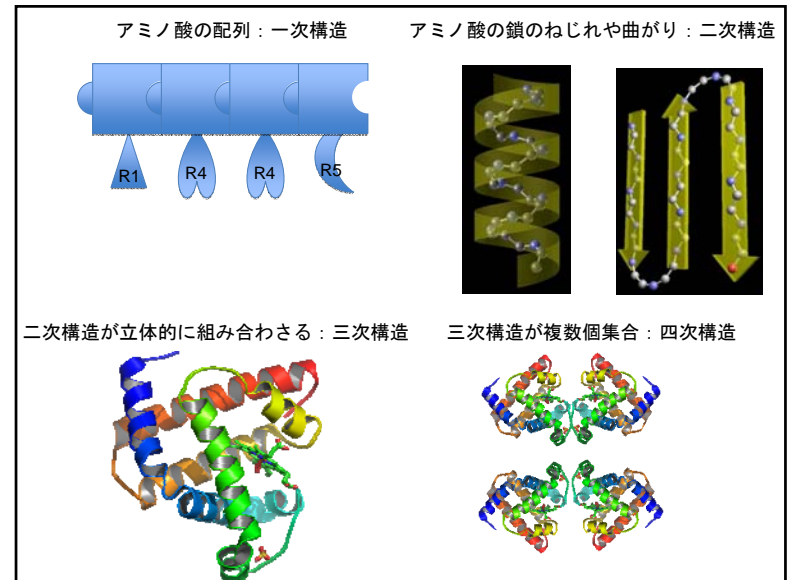 アミノ酸の配列：一次構造
アミノ酸の鎖のねじれや曲がり：二次構造
R1
R4
R4
R5
二次構造が立体的に組み合わさる：三次構造
三次構造が複数個集合：四次構造